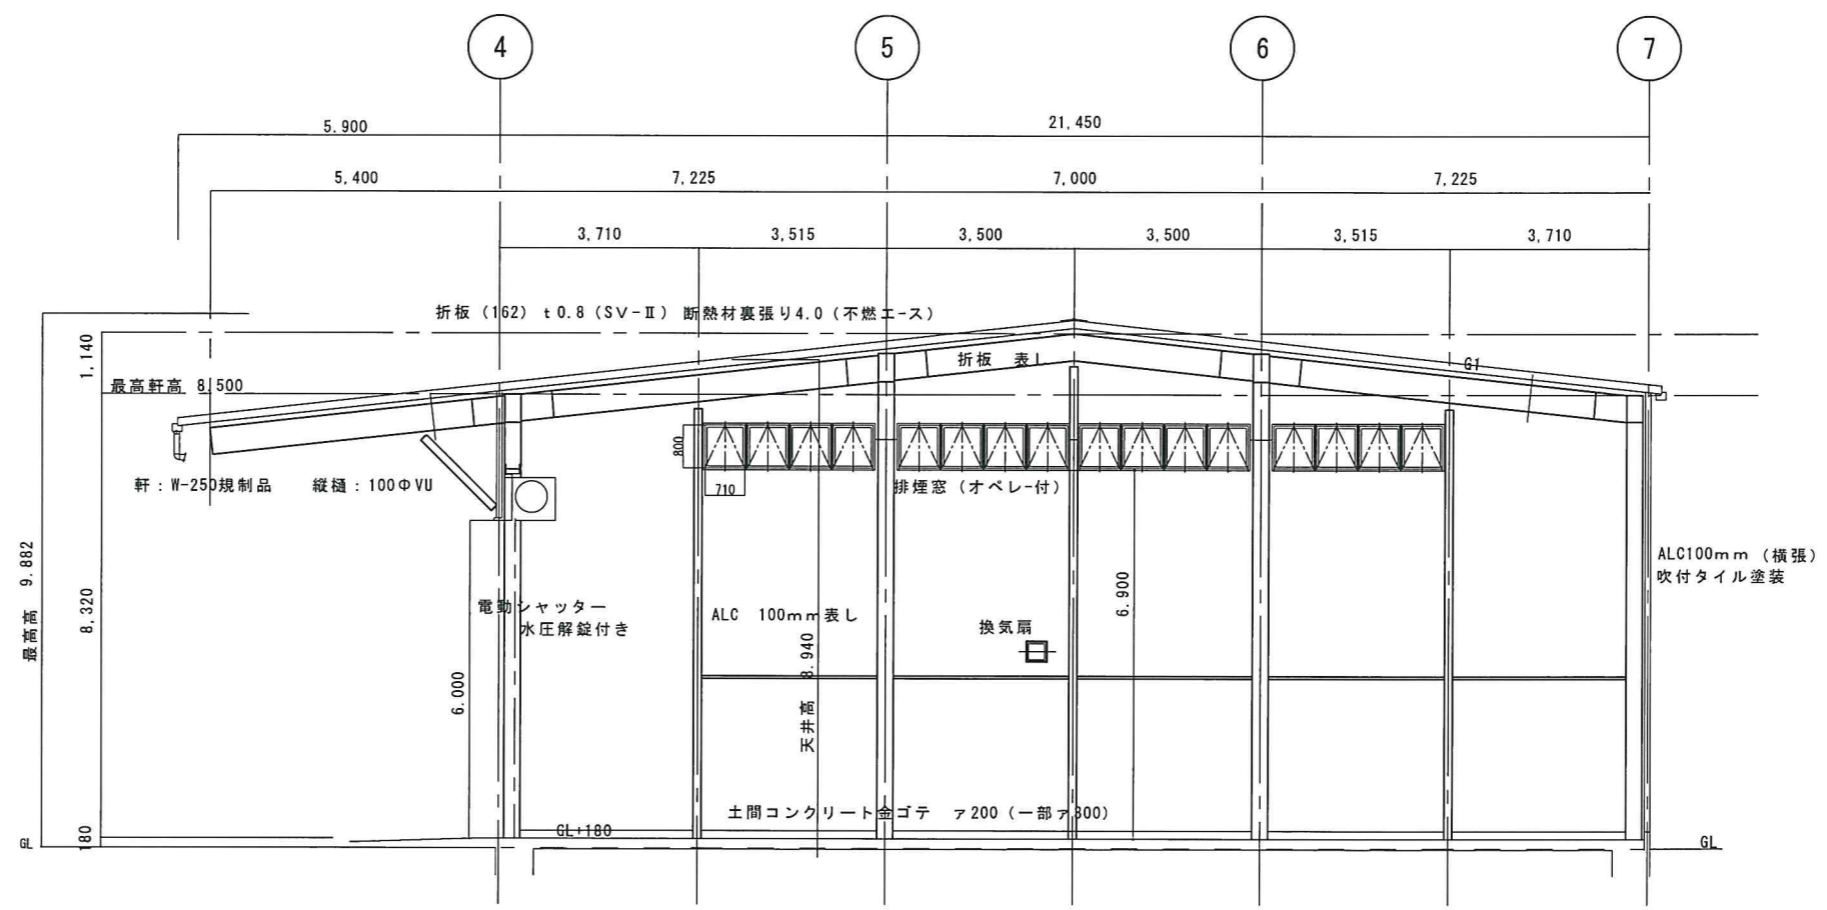 4
5
6
7
5.900
21,450
5,400
7,225
7,000
7,225
3,710
3,515
3,500
3,500
3,515
3,710
折板（162） t0.8（SV-Ⅱ） 断熱材裏張り4.0（不燃エ-ス）
1,140
最高軒高 8,500
折板 表し
G1
800
710
軒：W-250規制品
縦樋：100ΦVU
排煙窓（オペレ-付）
最高高 9.882
8,320
6.000
電動シャッター
水圧解錠付き
ALC 100mm表し
天井高 8.940
換気扇
6.900
ALC100mm（横張）
吹付タイル塗装
土間コンクリート金ゴテ ァ200（一部ァ300）
GL+180
180
GL
GL